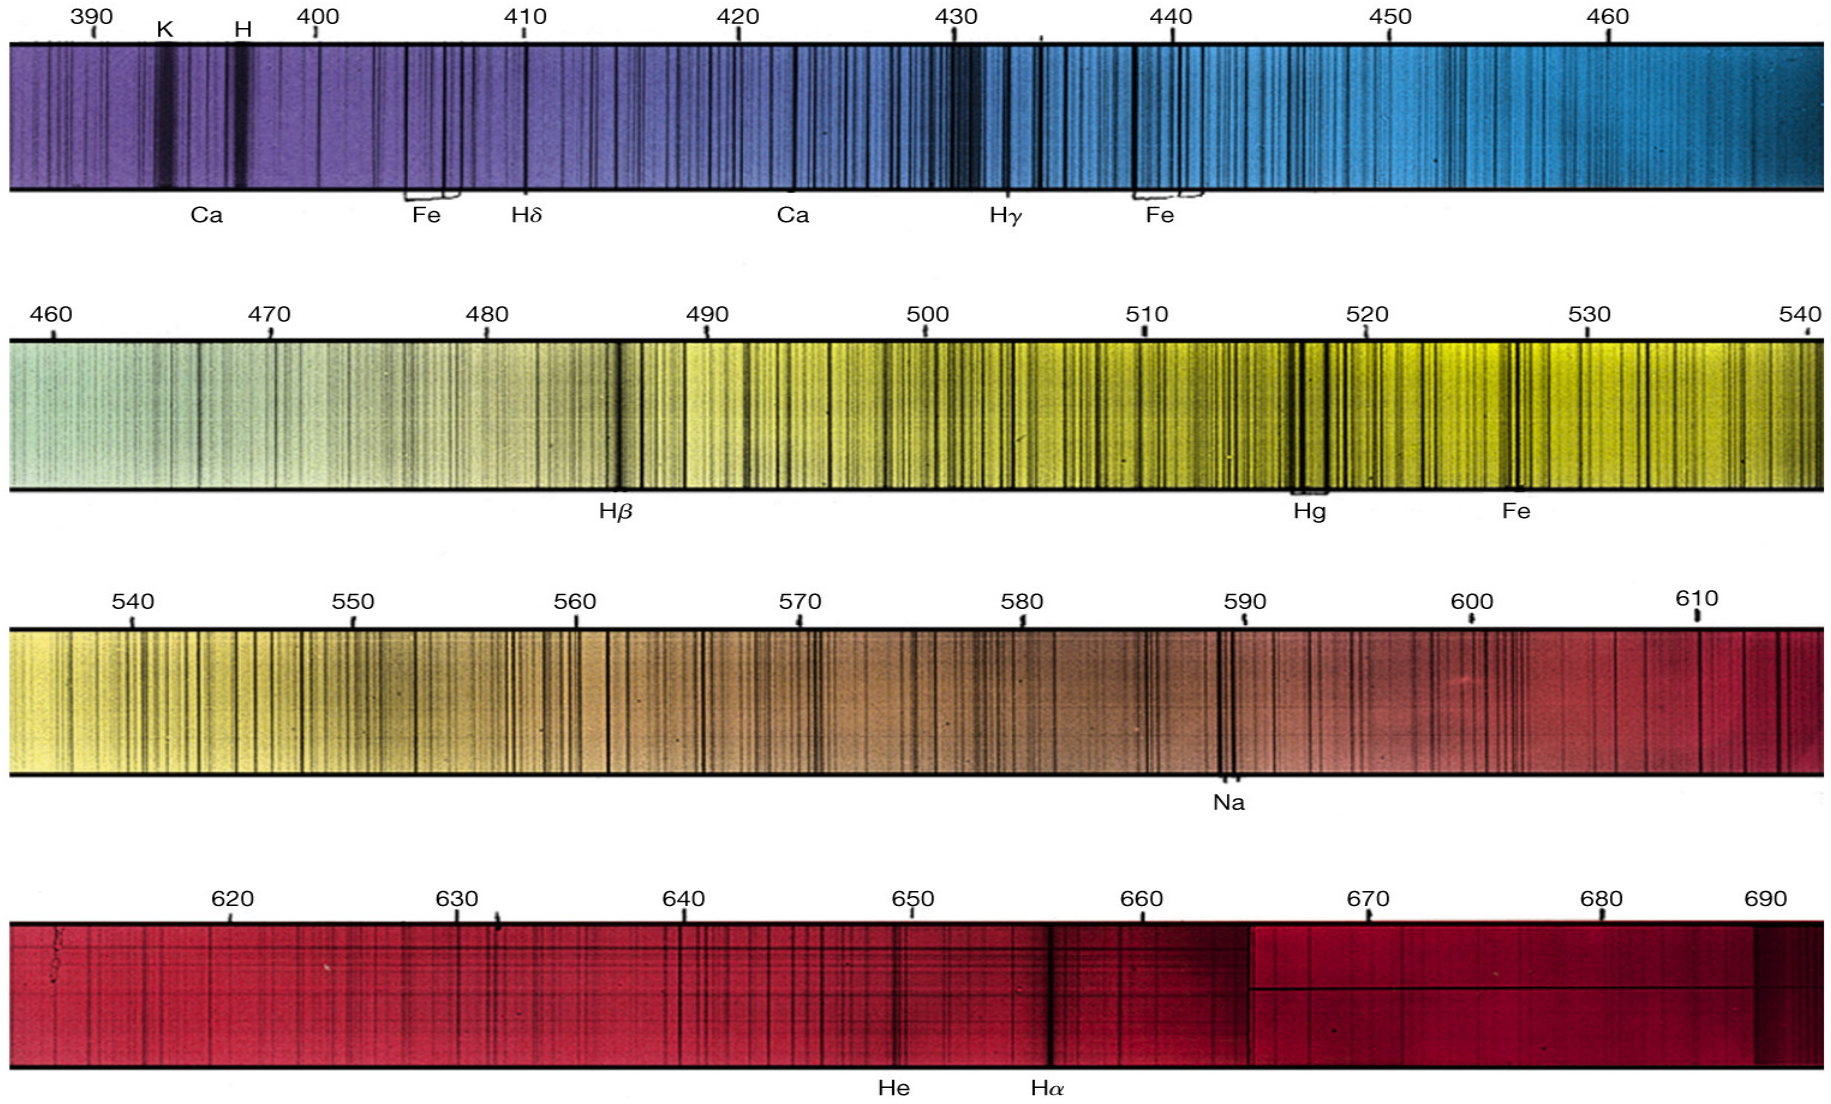 390 400 410 420 430 440 450 460
K H
Ca Fe Hδ Ca Hγ Fe
460 470 480 490 500 510 520 530 540
Hβ Hg Fe
540 550 560 570 580 590 600 610
Na
620 630 640 650 660 670 680 690
He Hα